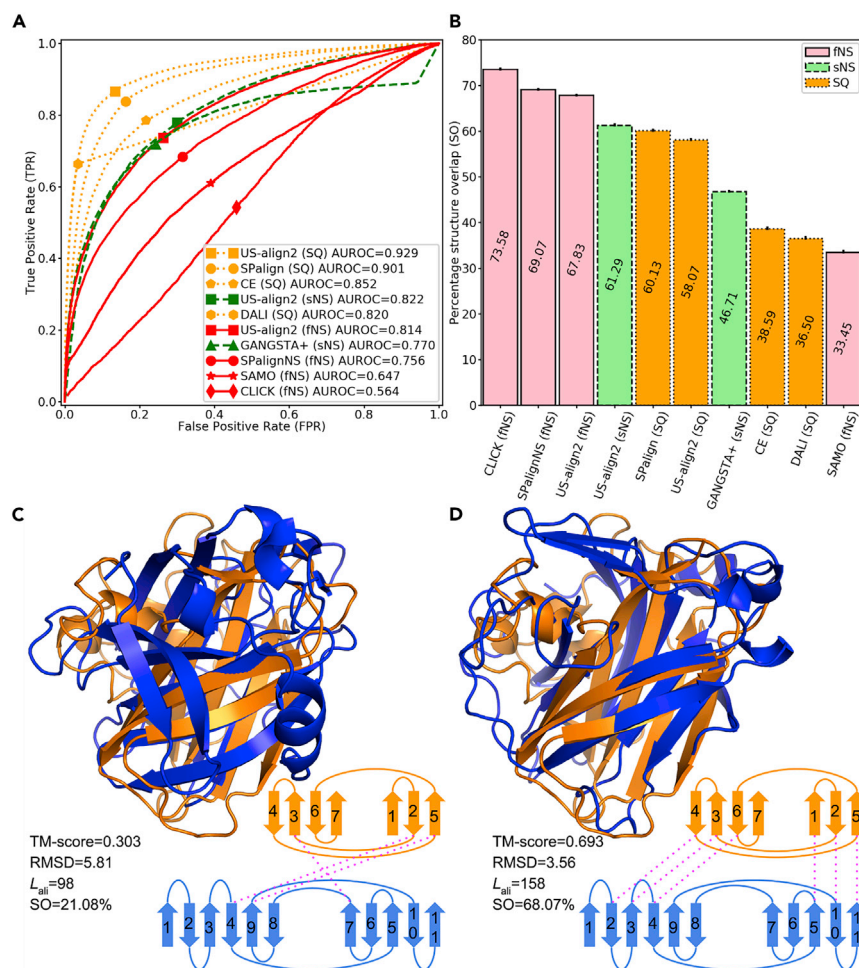 A
1.0
0.8
0.6
0.4
0.2
0.0
True Positive Rate (TPR)
US-align2 (SQ) AUROC=0.929
SPalign (SQ) AUROC=0.901
CE (SQ) AUROC=0.852
US-align2 (sNS) AUROC=0.822
DALI (SQ) AUROC=0.820
US-align2 (fNS) AUROC=0.814
GANGSTA+ (sNS) AUROC=0.770
SPalignNS (fNS) AUROC=0.756
SAMO (fNS) AUROC=0.647
CLICK (fNS) AUROC=0.564
0.0 0.2 0.4 0.6 0.8 1.0
False Positive Rate (FPR)
B
80
70
60
50
40
30
20
10
0
Percentage structure overlap (SO)
fNS
sNS
SQ
73.58
69.07
67.83
61.29
60.13
58.07
46.71
38.59
36.50
33.45
CLICK (fNS)
SPalignNS (fNS)
US-align2 (fNS)
US-align2 (sNS)
SPalign (SQ)
US-align2 (SQ)
GANGSTA+ (sNS)
CE (SQ)
DALI (SQ)
SAMO (fNS)
C
4 3 6 7 1 2 5
TM-score=0.303
RMSD=5.81
Lali=98
SO=21.08%
1 2 3 4 9 8 7 6 5 10 11
D
4 3 6 7 1 2 5
TM-score=0.693
RMSD=3.56
Lali=158
SO=68.07%
1 2 3 4 9 8 7 6 5 10 11